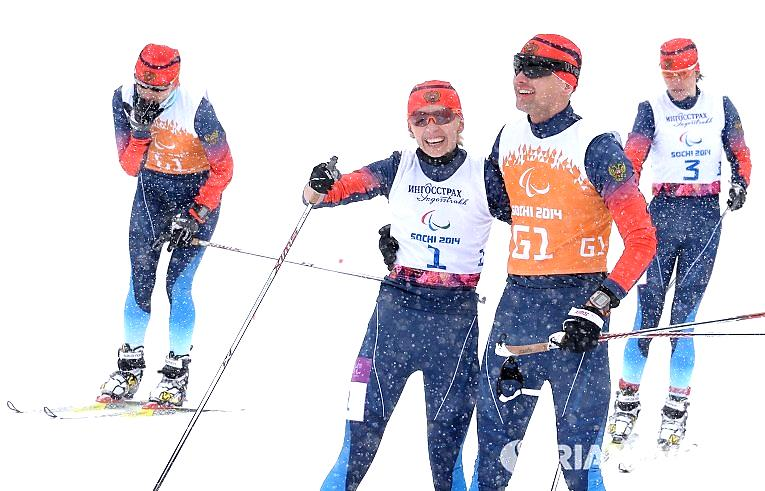 ИНГОССТРАХ
Ingosstrakh
SOCHI 2014
1
SOCHI 2014
G1
G1
ИНГОССТРАХ
Ingosstrakh
SOCHI 2014
3
RIA